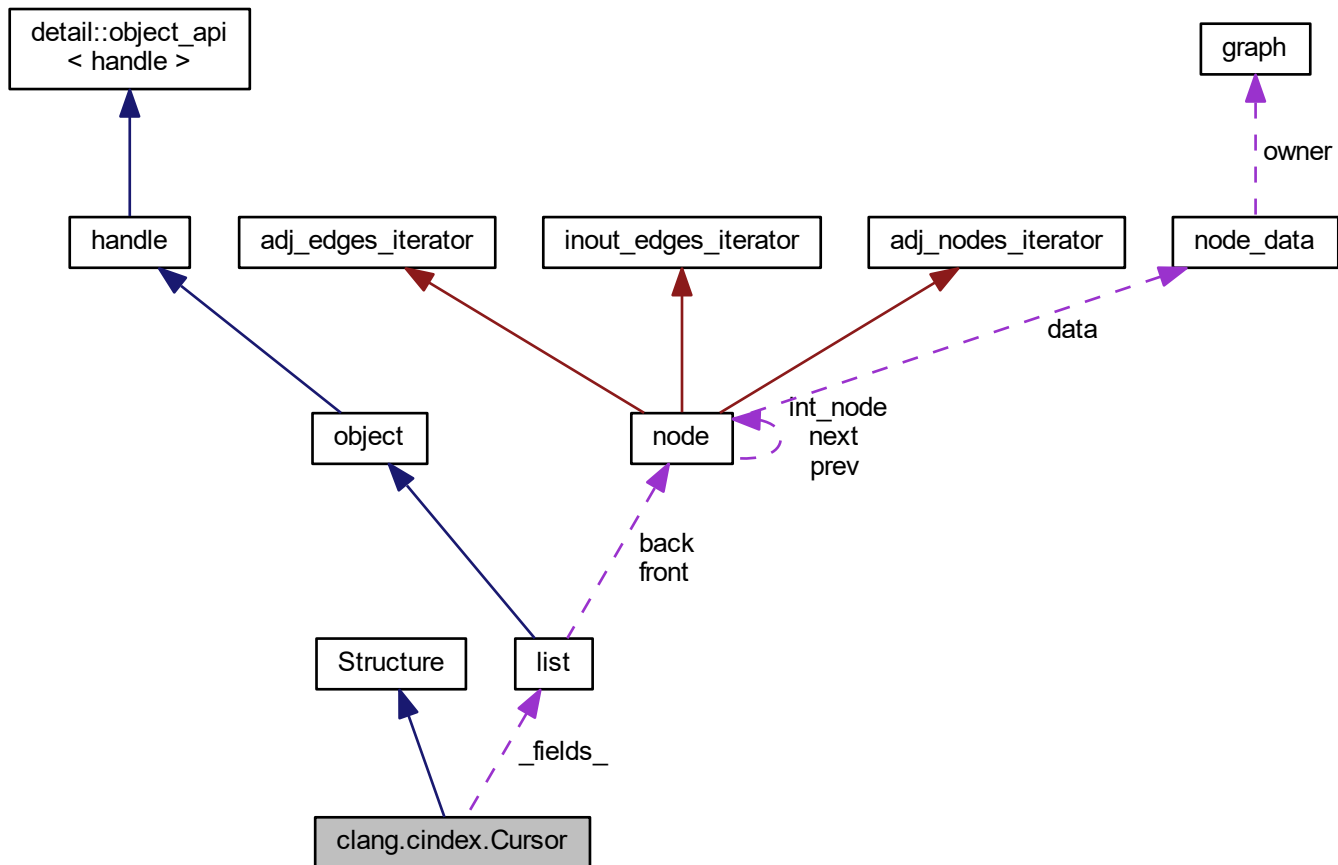 detail::object_api
< handle >
graph
owner
handle
adj_edges_iterator
inout_edges_iterator
adj_nodes_iterator
node_data
data
object
node
int_node
next
prev
back
front
Structure
list
_fields_
clang.cindex.Cursor